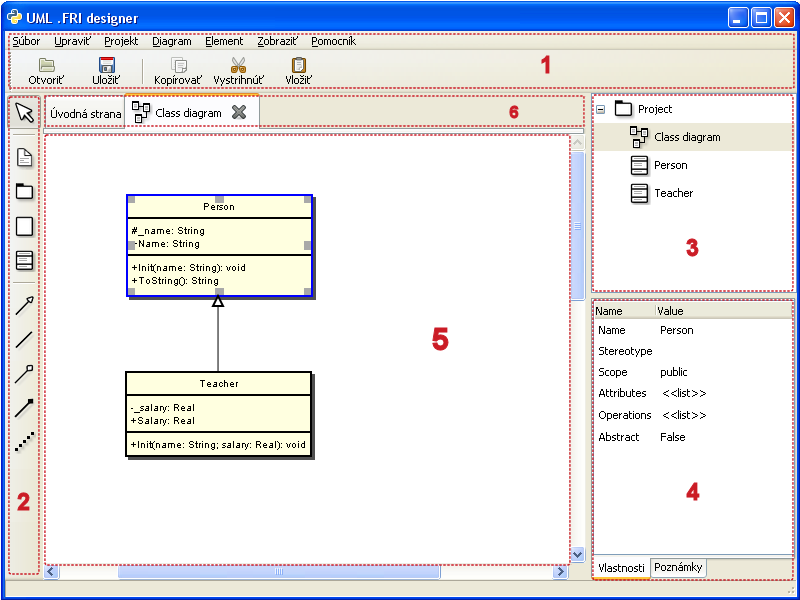 UML .FRI designer
Súbor Upraviť Projekt Diagram Element Zobraziť Pomocník
Otvoriť Uložiť Kopírovať Vystrihnúť Vložiť
1
Úvodná strana Class diagram
6
Project
Class diagram
Person
Teacher
3
Person
#_name: String
-Name: String
+Init(name: String): void
+ToString(): String
5
Teacher
-_salary: Real
+Salary: Real
+Init(name: String; salary: Real): void
2
Name Value
Name Person
Stereotype
Scope public
Attributes <<list>>
Operations <<list>>
Abstract False
4
Vlastnosti Poznámky